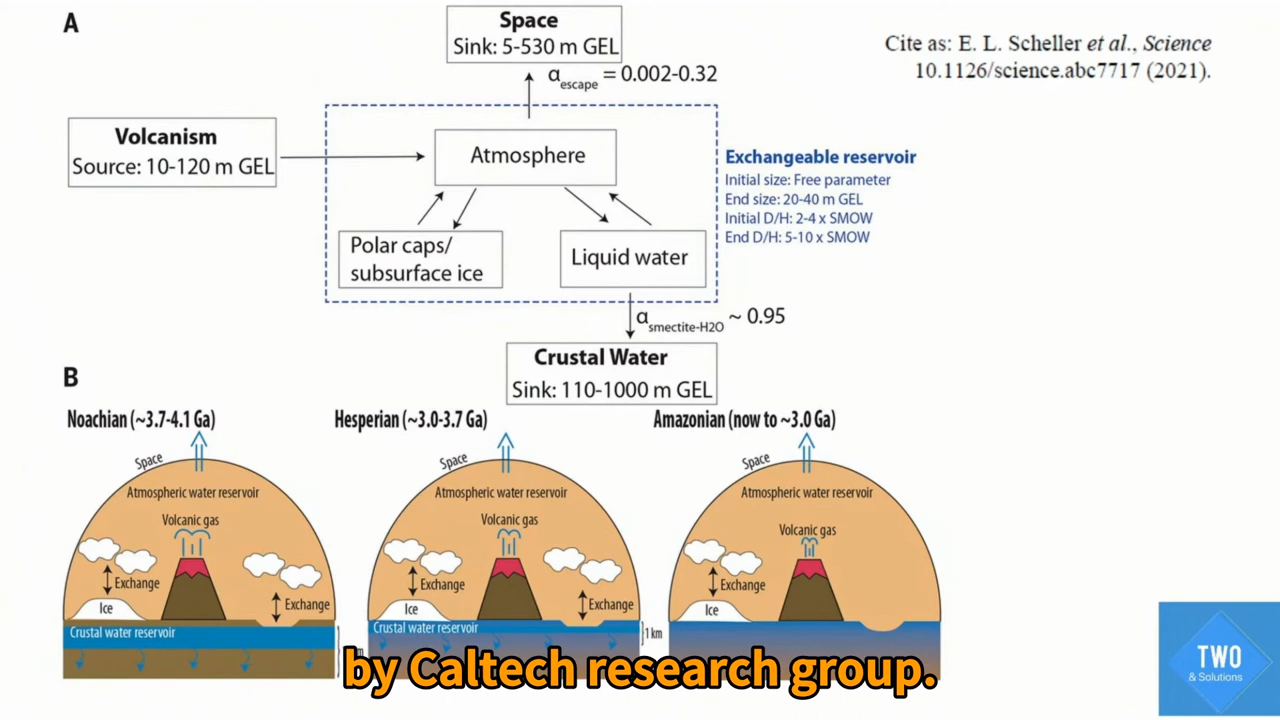 A
Space
Sink: 5-530 m GEL
Cite as: E. L. Scheller et al., Science
10.1126/science.abc7717 (2021).
αescape = 0.002-0.32
Volcanism
Source: 10-120 m GEL
Atmosphere
Exchangeable reservoir
Initial size: Free parameter
End size: 20-40 m GEL
Initial D/H: 2-4 x SMOW
End D/H: 5-10 x SMOW
Polar caps/
subsurface ice
Liquid water
αsmectite-H2O ~ 0.95
Crustal Water
Sink: 110-1000 m GEL
B
Noachian (~3.7-4.1 Ga)
Space
Atmospheric water reservoir
Volcanic gas
Exchange
Ice
Exchange
Crustal water reservoir
Hesperian (~3.0-3.7 Ga)
Space
Atmospheric water reservoir
Volcanic gas
Exchange
Ice
Exchange
Crustal water reservoir
1 km
Amazonian (now to ~3.0 Ga)
Space
Atmospheric water reservoir
Volcanic gas
Exchange
Ice
by Caltech research group.
TWO
& Solutions